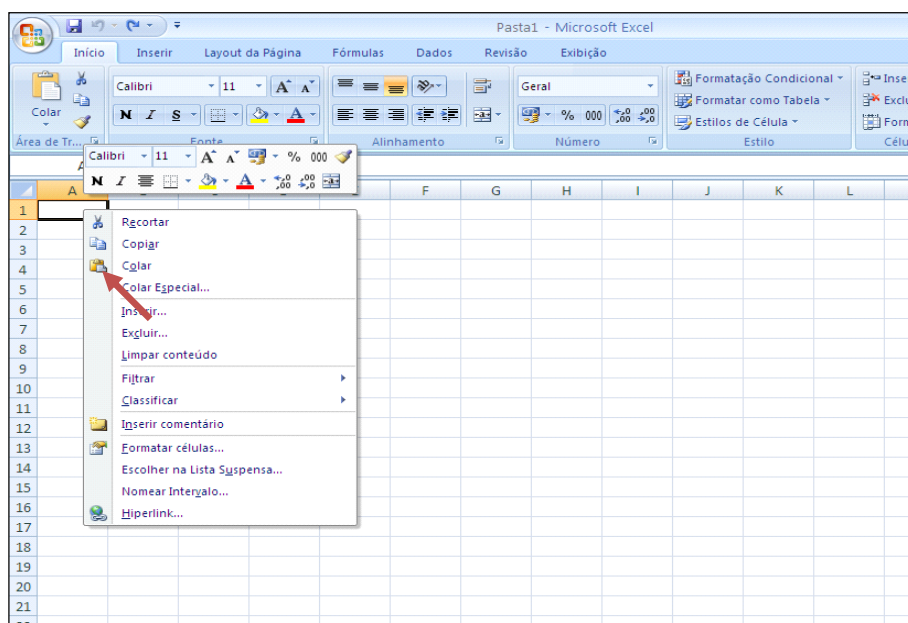 Pasta1 - Microsoft Excel
Início Inserir Layout da Página Fórmulas Dados Revisão Exibição
Calibri 11 Geral Formatação Condicional
Colar Formatar como Tabela
N I S A % 000 Estilos de Célula
Área de Tr... Fonte Alinhamento Número Estilo
Calibri 11 A A % 000
N I A
A F G H I J K L
1
2
3
4
5
6
7
8
9
10
11
12
13
14
15
16
17
18
19
20
21
Recortar
Copiar
Colar
Colar Especial...
Inserir...
Excluir...
Limpar conteúdo
Filtrar
Classificar
Inserir comentário
Formatar células...
Escolher na Lista Suspensa...
Nomear Intervalo...
Hiperlink...